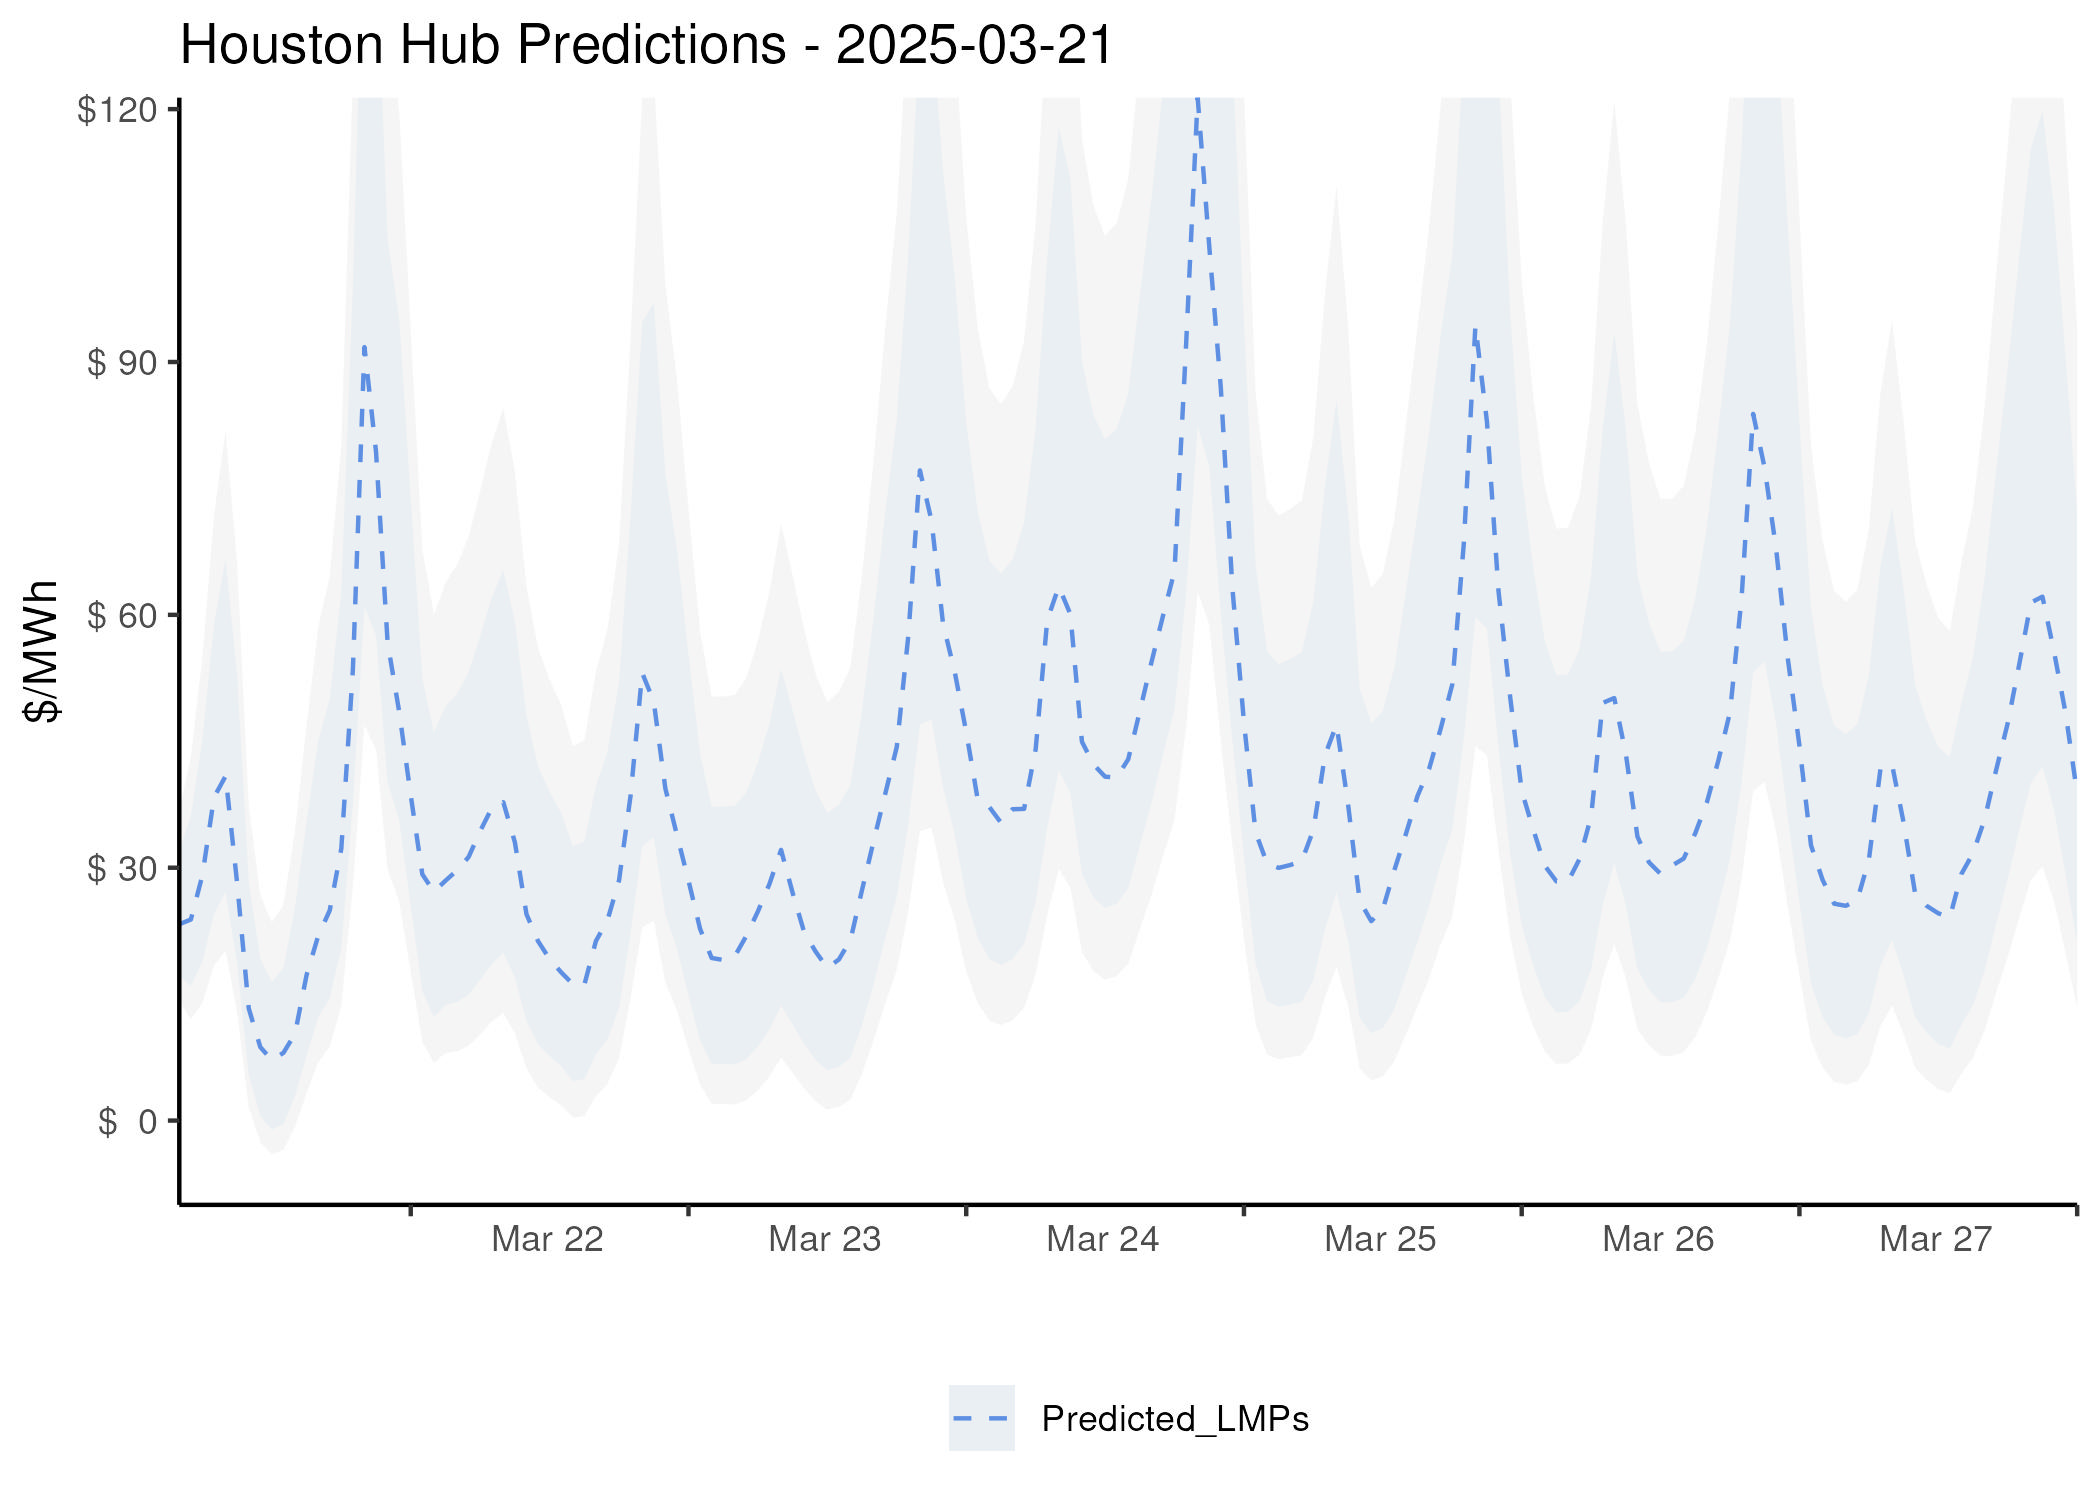 Houston Hub Predictions - 2025-03-21
$120
$ 90
$ 60
$ 30
$ 0
$/MWh
Mar 22 Mar 23 Mar 24 Mar 25 Mar 26 Mar 27
Predicted_LMPs